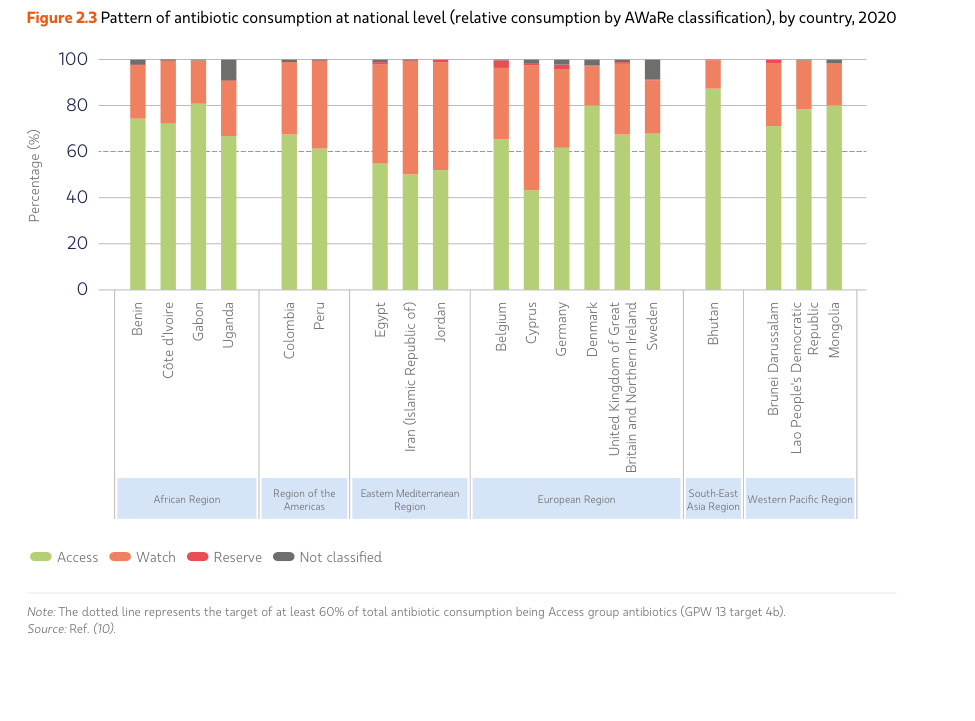 Figure 2.3 Pattern of antibiotic consumption at national level (relative consumption by AWaRe classification), by country, 2020
Percentage (%)
100
80
60
40
20
0
Benin
Côte d'Ivoire
Gabon
Uganda
Colombia
Peru
Egypt
Iran (Islamic Republic of)
Jordan
Belgium
Cyprus
Germany
Denmark
United Kingdom of Great
Britain and Northern Ireland
Sweden
Bhutan
Brunei Darussalam
Lao People's Democratic
Republic
Mongolia
African Region
Region of the
Americas
Eastern Mediterranean
Region
European Region
South-East
Asia Region
Western Pacific Region
Access
Watch
Reserve
Not classified
Note: The dotted line represents the target of at least 60% of total antibiotic consumption being Access group antibiotics (GPW 13 target 4b).
Source: Ref. (10).